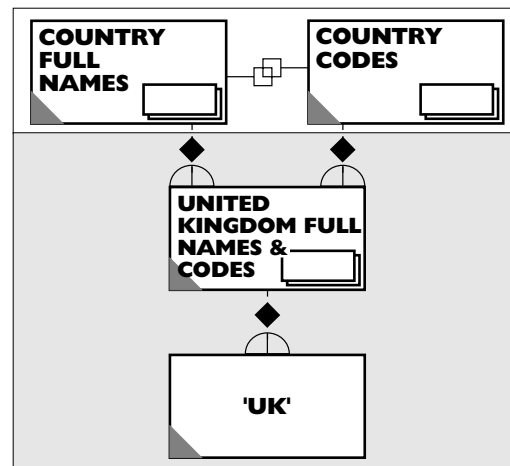 COUNTRY
FULL
NAMES
COUNTRY
CODES
UNITED
KINGDOM FULL
NAMES &
CODES
'UK'